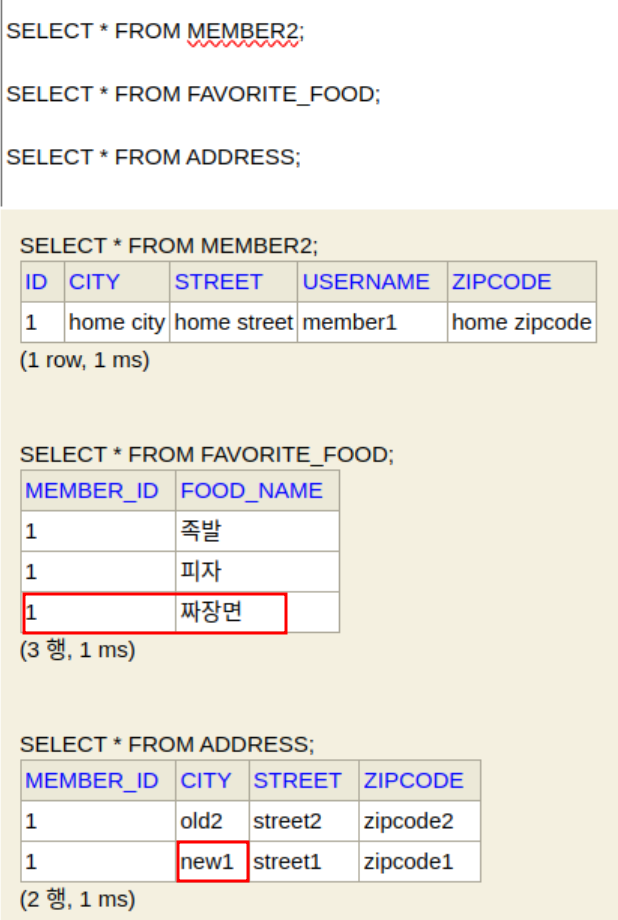 SELECT * FROM MEMBER2;
SELECT * FROM FAVORITE_FOOD;
SELECT * FROM ADDRESS;
SELECT * FROM MEMBER2;
ID CITY STREET USERNAME ZIPCODE
1 home city home street member1 home zipcode
(1 row, 1 ms)
SELECT * FROM FAVORITE_FOOD;
MEMBER_ID FOOD_NAME
1 족발
1 피자
1 짜장면
(3 행, 1 ms)
SELECT * FROM ADDRESS;
MEMBER_ID CITY STREET ZIPCODE
1 old2 street2 zipcode2
1 new1 street1 zipcode1
(2 행, 1 ms)